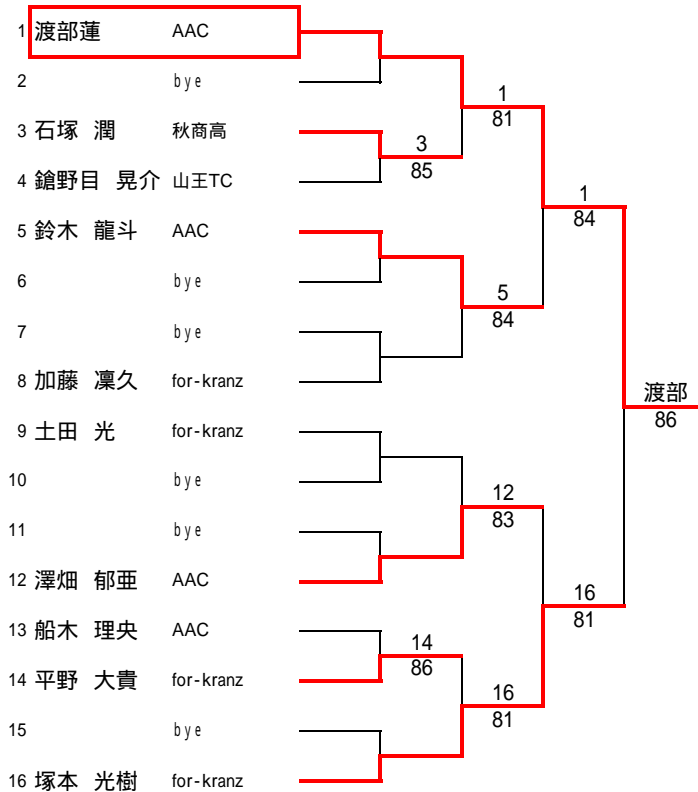 1 渡部蓮 AAC
2 bye
3 石塚 潤 秋商高
4 鎗野目 晃介 山王TC
5 鈴木 龍斗 AAC
6 bye
7 bye
8 加藤 凜久 for-kranz
9 土田 光 for-kranz
10 bye
11 bye
12 澤畑 郁亜 AAC
13 船木 理央 AAC
14 平野 大貴 for-kranz
15 bye
16 塚本 光樹 for-kranz
3
85
14
86
1
81
5
84
12
83
16
81
1
84
16
81
渡部
86